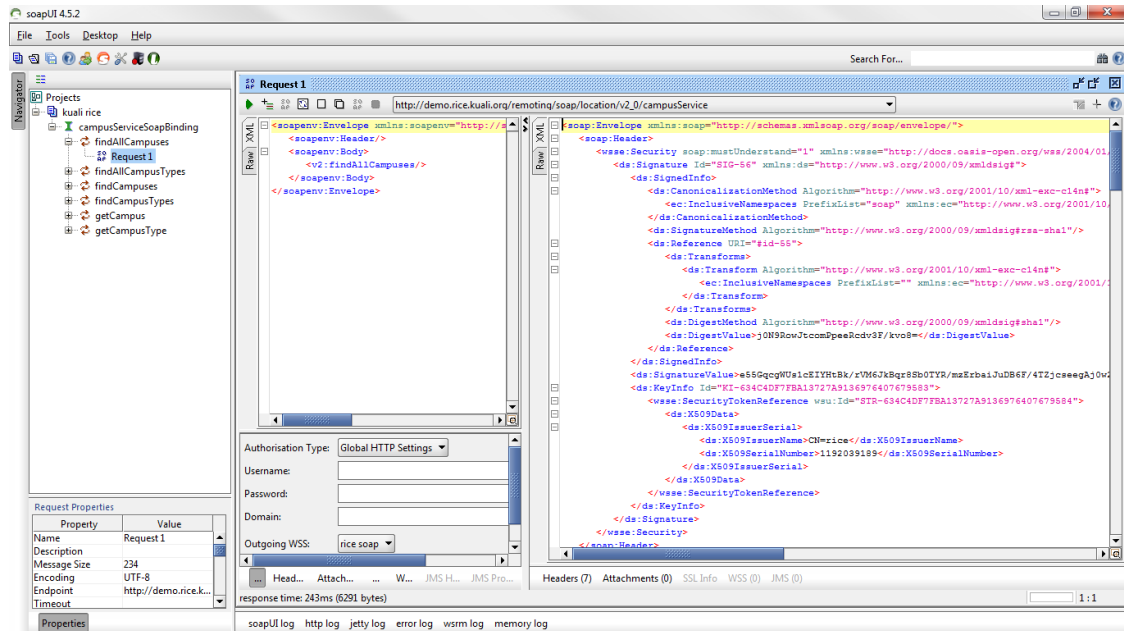 soapUI 4.5.2
File Tools Desktop Help
Search For...
Navigator
Projects
kuali rice
campusServiceSoapBinding
findAllCampuses
Request 1
findAllCampusTypes
findCampuses
findCampusTypes
getCampus
getCampusType
Request Properties
Property Value
Name Request 1
Description
Message Size 234
Encoding UTF-8
Endpoint http://demo.rice.k...
Timeout
Properties
Request 1
http://demo.rice.kuali.org/remoting/soap/location/v2_0/campusService
XML
Raw
<soapenv:Envelope xmlns:soapenv="http://s
<soapenv:Header/>
<soapenv:Body>
<v2:findAllCampuses/>
</soapenv:Body>
</soapenv:Envelope>
Authorisation Type: Global HTTP Settings
Username:
Password:
Domain:
Outgoing WSS: rice soap
... Head... Attach... ... W... JMS H... JMS Pro...
XML
Raw
<soap:Envelope xmlns:soap="http://schemas.xmlsoap.org/soap/envelope/">
<soap:Header>
<wsse:Security soap:mustUnderstand="1" xmlns:wsse="http://docs.oasis-open.org/wss/2004/01,
<ds:Signature Id="SIG-56" xmlns:ds="http://www.w3.org/2000/09/xmldsig#">
<ds:SignedInfo>
<ds:CanonicalizationMethod Algorithm="http://www.w3.org/2001/10/xml-exc-c14n#">
<ec:InclusiveNamespaces PrefixList="soap" xmlns:ec="http://www.w3.org/2001/10,
</ds:CanonicalizationMethod>
<ds:SignatureMethod Algorithm="http://www.w3.org/2000/09/xmldsig#rsa-sha1"/>
<ds:Reference URI="#id-55">
<ds:Transforms>
<ds:Transform Algorithm="http://www.w3.org/2001/10/xml-exc-c14n#">
<ec:InclusiveNamespaces PrefixList="" xmlns:ec="http://www.w3.org/2001/1
</ds:Transform>
</ds:Transforms>
<ds:DigestMethod Algorithm="http://www.w3.org/2000/09/xmldsig#sha1"/>
<ds:DigestValue>j0N9RowJtcomPpeeRcdv3F/kvo8=</ds:DigestValue>
</ds:Reference>
</ds:SignedInfo>
<ds:SignatureValue>e55GqcgWUs1cEIYHtBk/rVM6JkBqr8Sb0TYR/mzErbaiJuDB6F/4TZjcseegAj0w2
<ds:KeyInfo Id="KI-634C4DF7FBA13727A9136976407679583">
<wsse:SecurityTokenReference wsu:Id="STR-634C4DF7FBA13727A9136976407679584">
<ds:X509Data>
<ds:X509IssuerSerial>
<ds:X509IssuerName>CN=rice</ds:X509IssuerName>
<ds:X509SerialNumber>1192039189</ds:X509SerialNumber>
</ds:X509IssuerSerial>
</ds:X509Data>
</wsse:SecurityTokenReference>
</ds:KeyInfo>
</ds:Signature>
</wsse:Security>
</soap:Header>
Headers (7) Attachments (0) SSL Info WSS (0) JMS (0)
response time: 243ms (6291 bytes)
1 : 1
soapUI log http log jetty log error log wsrm log memory log